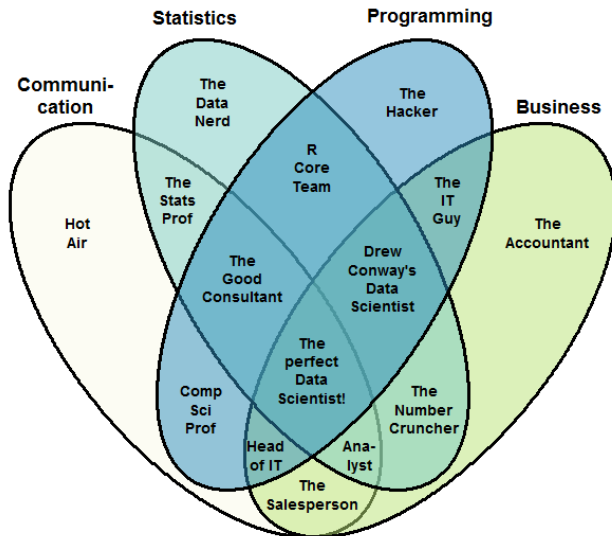 Statistics
Programming
Communi-
cation
Business
The
Data
Nerd
The
Hacker
R
Core
Team
The
Stats
Prof
The
IT
Guy
Hot
Air
The
Accountant
The
Good
Consultant
Drew
Conway's
Data
Scientist
The
perfect
Data
Scientist!
Comp
Sci
Prof
The
Number
Cruncher
Head
of IT
Ana-
lyst
The
Salesperson